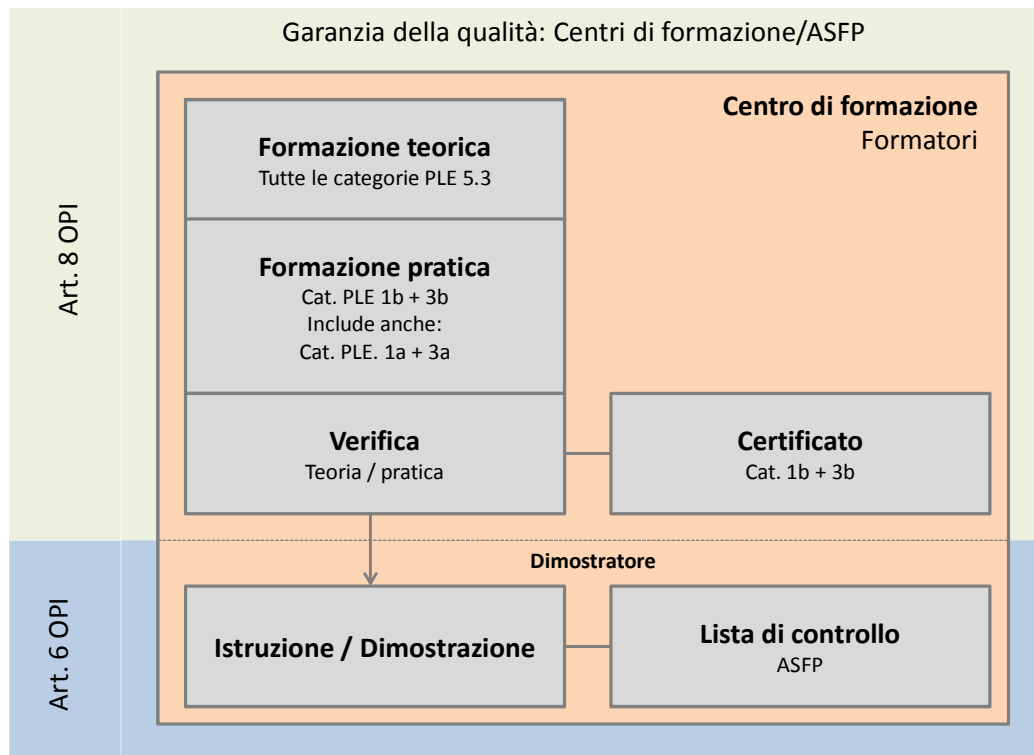 Garanzia della qualità: Centri di formazione/ASFP
Centro di formazione
Formatori
Art. 8 OPI
Formazione teorica
Tutte le categorie PLE 5.3
Formazione pratica
Cat. PLE 1b + 3b
Include anche:
Cat. PLE. 1a + 3a
Verifica
Teoria / pratica
Certificato
Cat. 1b + 3b
Dimostratore
Art. 6 OPI
Istruzione / Dimostrazione
Lista di controllo
ASFP